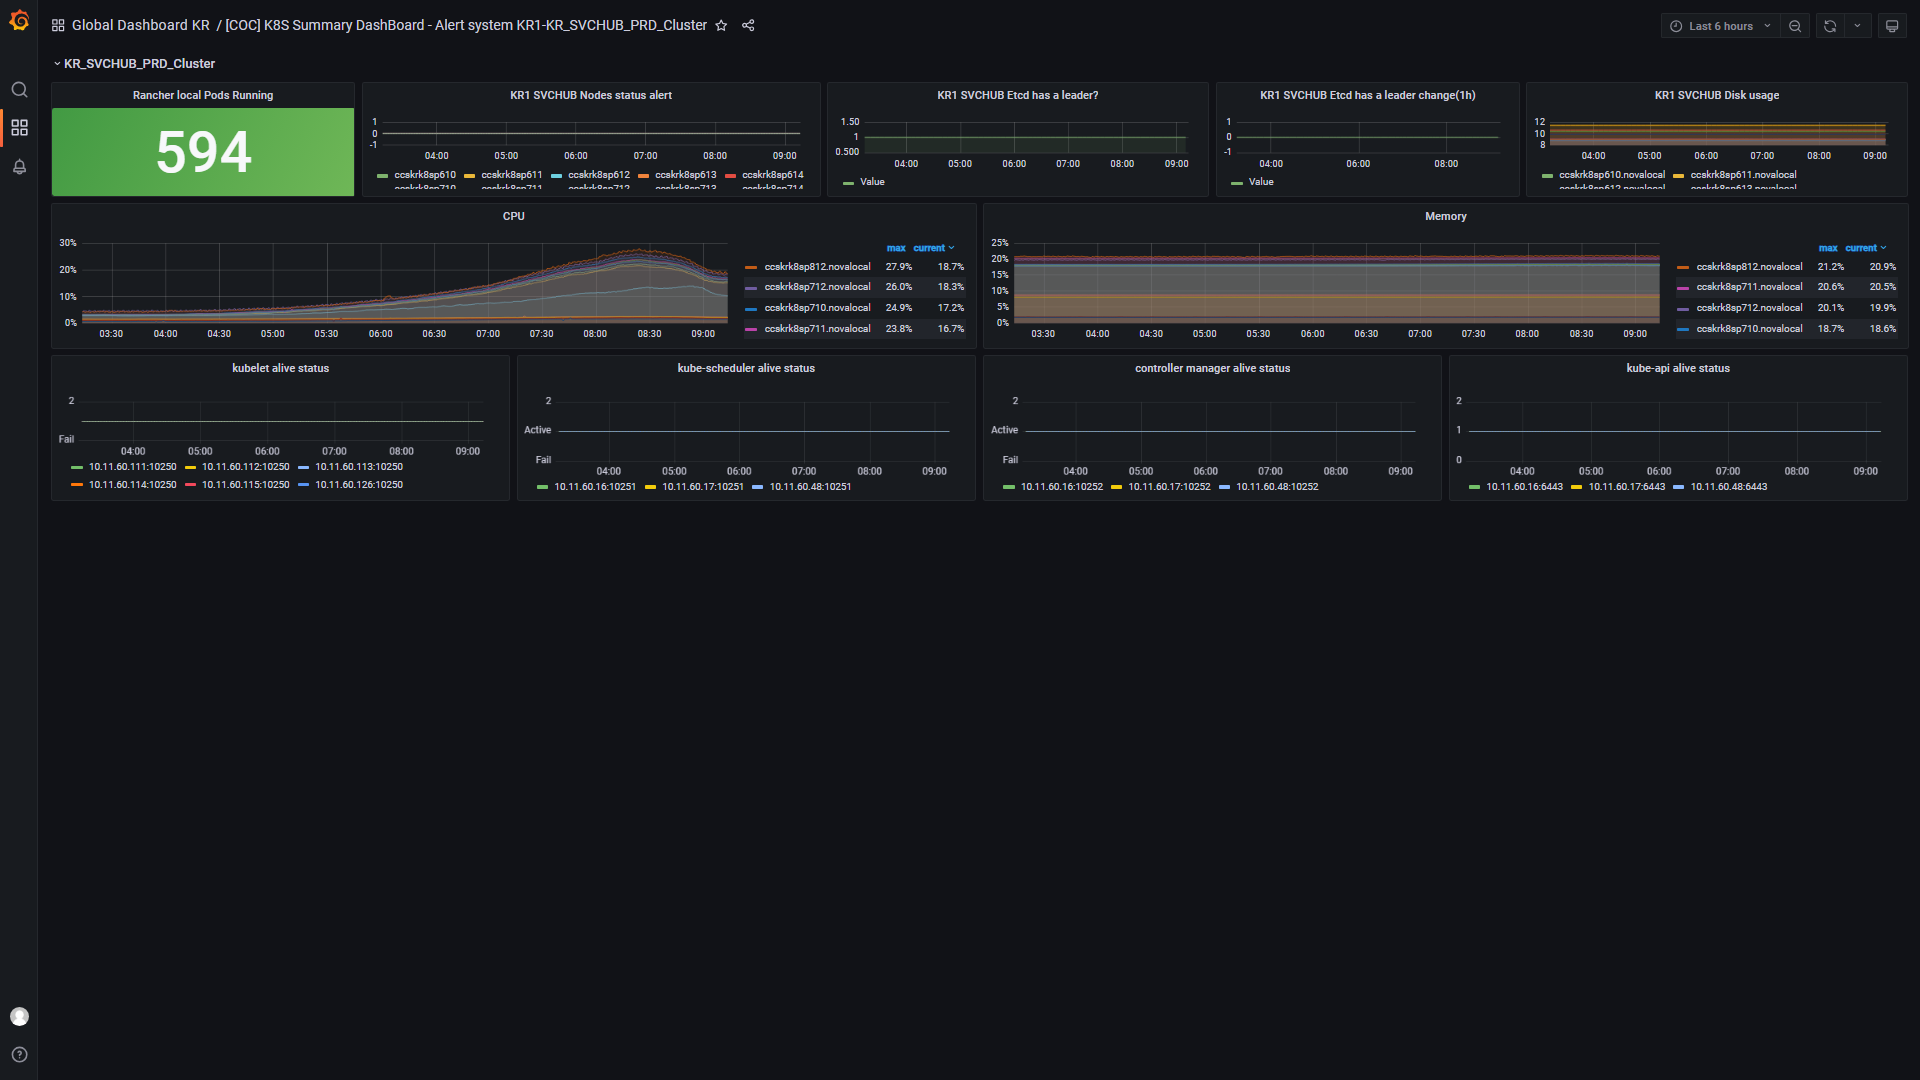 Global Dashboard KR / [COC] K8S Summary DashBoard - Alert system KR1-KR_SVCHUB_PRD_Cluster
Last 6 hours
KR_SVCHUB_PRD_Cluster
Rancher local Pods Running
594
KR1 SVCHUB Nodes status alert
1
0
-1
04:00 05:00 06:00 07:00 08:00 09:00
ccskrk8sp610 ccskrk8sp611 ccskrk8sp612 ccskrk8sp613 ccskrk8sp614
ccskrk8sp710 ccskrk8sp711 ccskrk8sp712 ccskrk8sp713 ccskrk8sp714
KR1 SVCHUB Etcd has a leader?
1.50
1
0.500
04:00 05:00 06:00 07:00 08:00 09:00
Value
KR1 SVCHUB Etcd has a leader change(1h)
1
0
-1
04:00 06:00 08:00
Value
KR1 SVCHUB Disk usage
12
10
8
04:00 05:00 06:00 07:00 08:00 09:00
ccskrk8sp610.novalocal ccskrk8sp611.novalocal
ccskrk8sp612.novalocal ccskrk8sp613.novalocal
CPU
30%
20%
10%
0%
03:30 04:00 04:30 05:00 05:30 06:00 06:30 07:00 07:30 08:00 08:30 09:00
max current
ccskrk8sp812.novalocal 27.9% 18.7%
ccskrk8sp712.novalocal 26.0% 18.3%
ccskrk8sp710.novalocal 24.9% 17.2%
ccskrk8sp711.novalocal 23.8% 16.7%
Memory
25%
20%
15%
10%
5%
0%
03:30 04:00 04:30 05:00 05:30 06:00 06:30 07:00 07:30 08:00 08:30 09:00
max current
ccskrk8sp812.novalocal 21.2% 20.9%
ccskrk8sp711.novalocal 20.6% 20.5%
ccskrk8sp712.novalocal 20.1% 19.9%
ccskrk8sp710.novalocal 18.7% 18.6%
kubelet alive status
2
Fail
04:00 05:00 06:00 07:00 08:00 09:00
10.11.60.111:10250 10.11.60.112:10250 10.11.60.113:10250
10.11.60.114:10250 10.11.60.115:10250 10.11.60.126:10250
kube-scheduler alive status
2
Active
Fail
04:00 05:00 06:00 07:00 08:00 09:00
10.11.60.16:10251 10.11.60.17:10251 10.11.60.48:10251
controller manager alive status
2
Active
Fail
04:00 05:00 06:00 07:00 08:00 09:00
10.11.60.16:10252 10.11.60.17:10252 10.11.60.48:10252
kube-api alive status
2
1
0
04:00 05:00 06:00 07:00 08:00 09:00
10.11.60.16:6443 10.11.60.17:6443 10.11.60.48:6443